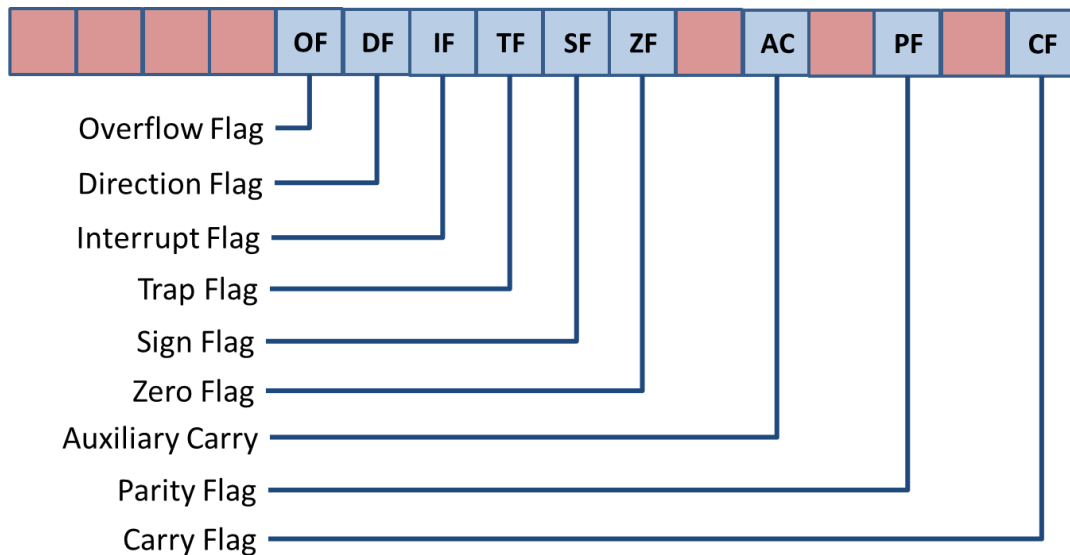 OF DF IF TF SF ZF AC PF CF
Overflow Flag
Direction Flag
Interrupt Flag
Trap Flag
Sign Flag
Zero Flag
Auxiliary Carry
Parity Flag
Carry Flag